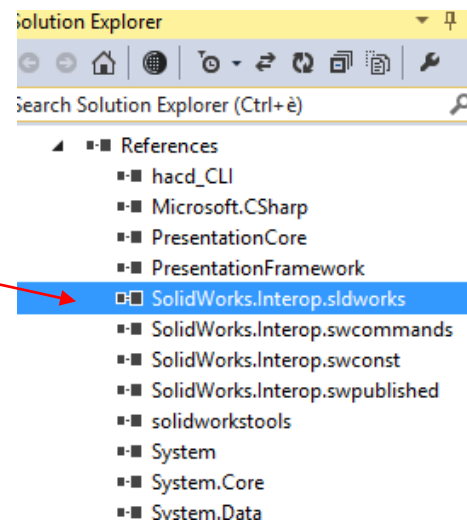 Solution Explorer
Search Solution Explorer (Ctrl+è)
References
hacd_CLI
Microsoft.CSharp
PresentationCore
PresentationFramework
SolidWorks.Interop.sldworks
SolidWorks.Interop.swcommands
SolidWorks.Interop.swconst
SolidWorks.Interop.swpublished
solidworkstools
System
System.Core
System.Data